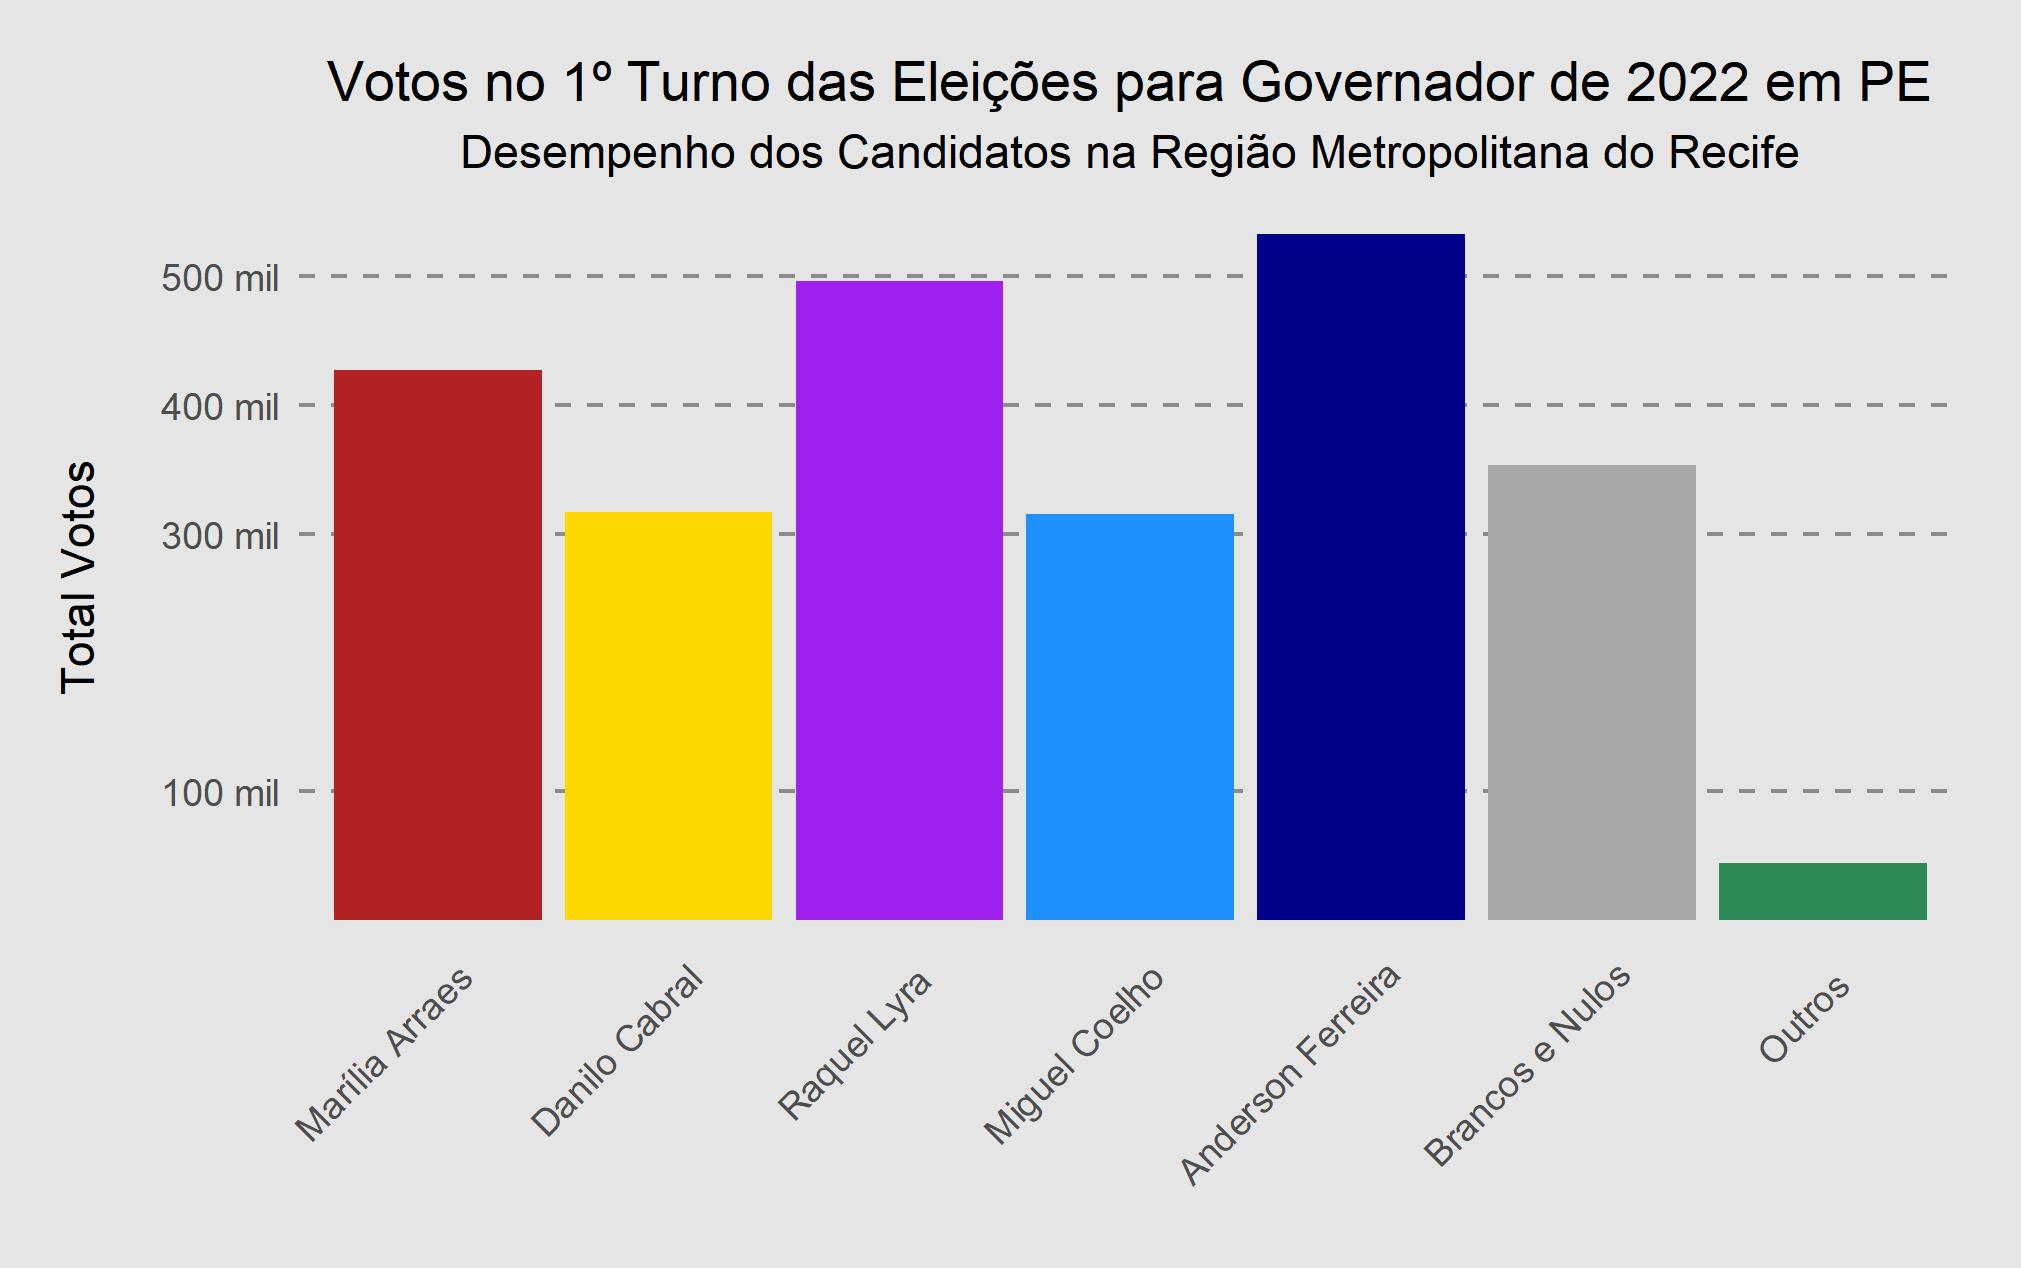 Votos no 1º Turno das Eleições para Governador de 2022 em PE
Desempenho dos Candidatos na Região Metropolitana do Recife
Total Votos
500 mil
400 mil
300 mil
100 mil
Marília Arraes
Danilo Cabral
Raquel Lyra
Miguel Coelho
Anderson Ferreira
Brancos e Nulos
Outros